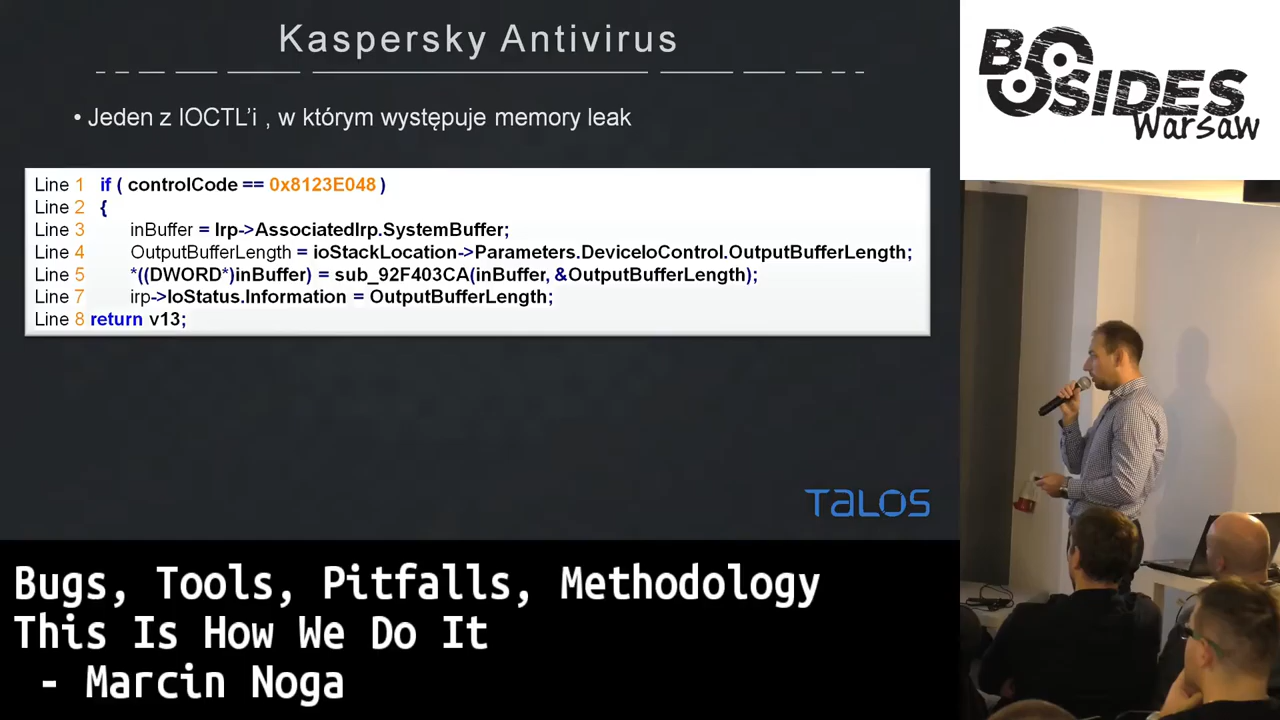 Kaspersky Antivirus
• Jeden z IOCTL'i , w którym występuje memory leak
Line 1 if ( controlCode == 0x8123E048 )
Line 2 {
Line 3 inBuffer = Irp->AssociatedIrp.SystemBuffer;
Line 4 OutputBufferLength = ioStackLocation->Parameters.DeviceIoControl.OutputBufferLength;
Line 5 *((DWORD*)inBuffer) = sub_92F403CA(inBuffer, &OutputBufferLength);
Line 7 irp->IoStatus.Information = OutputBufferLength;
Line 8 return v13;
TALOS
BSIDES
Warsaw
Bugs, Tools, Pitfalls, Methodology
This Is How We Do It
- Marcin Noga